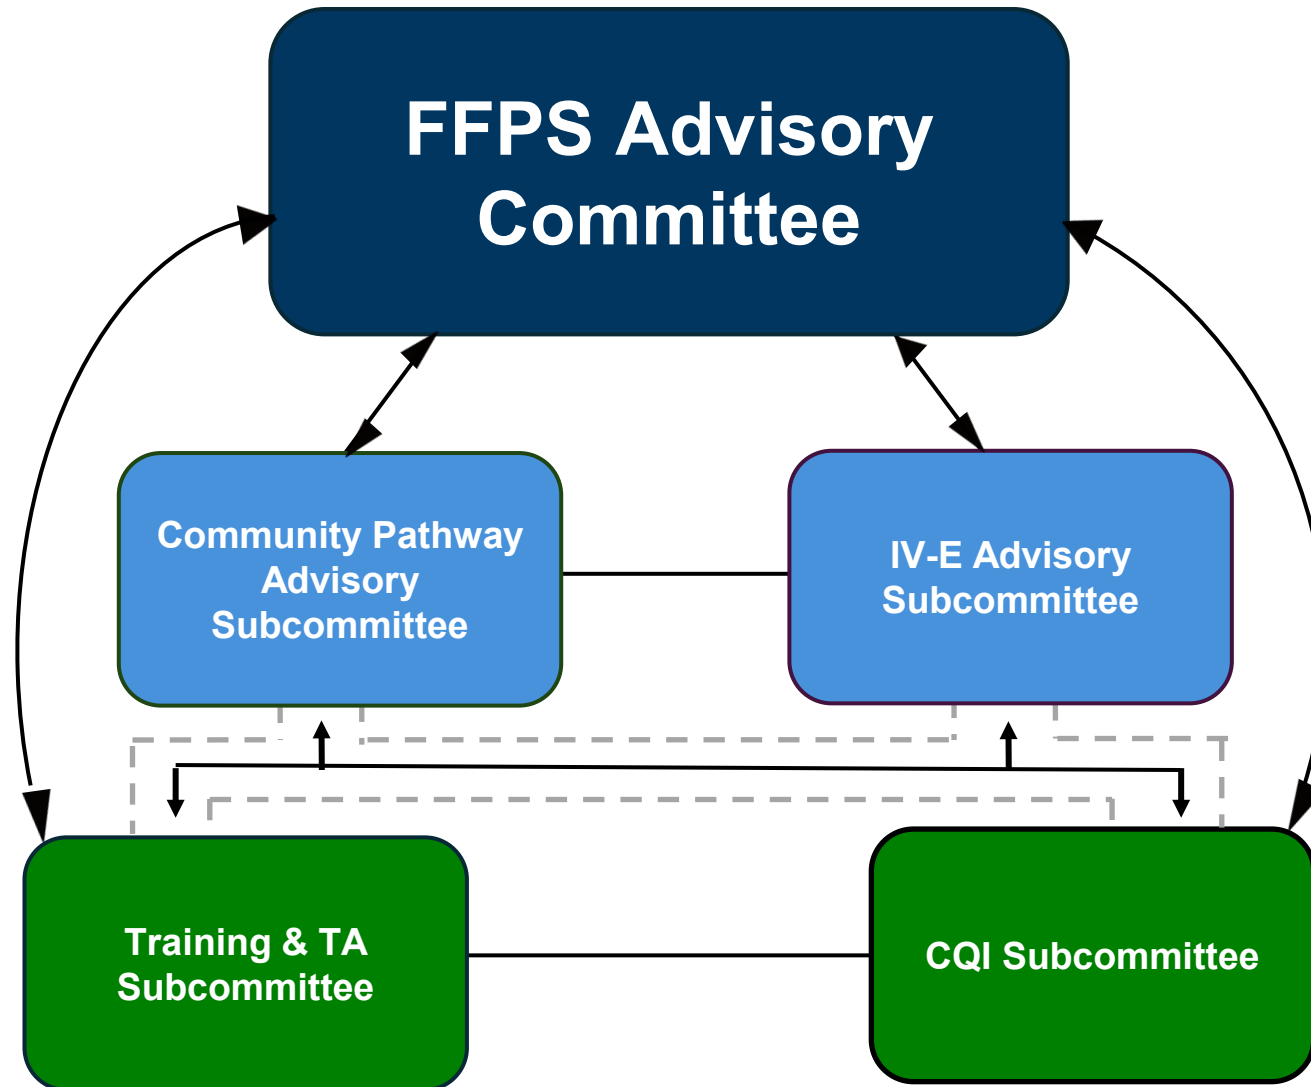 FFPS Advisory
Committee
Community Pathway
Advisory
Subcommittee
IV-E Advisory
Subcommittee
Training & TA
Subcommittee
CQI Subcommittee